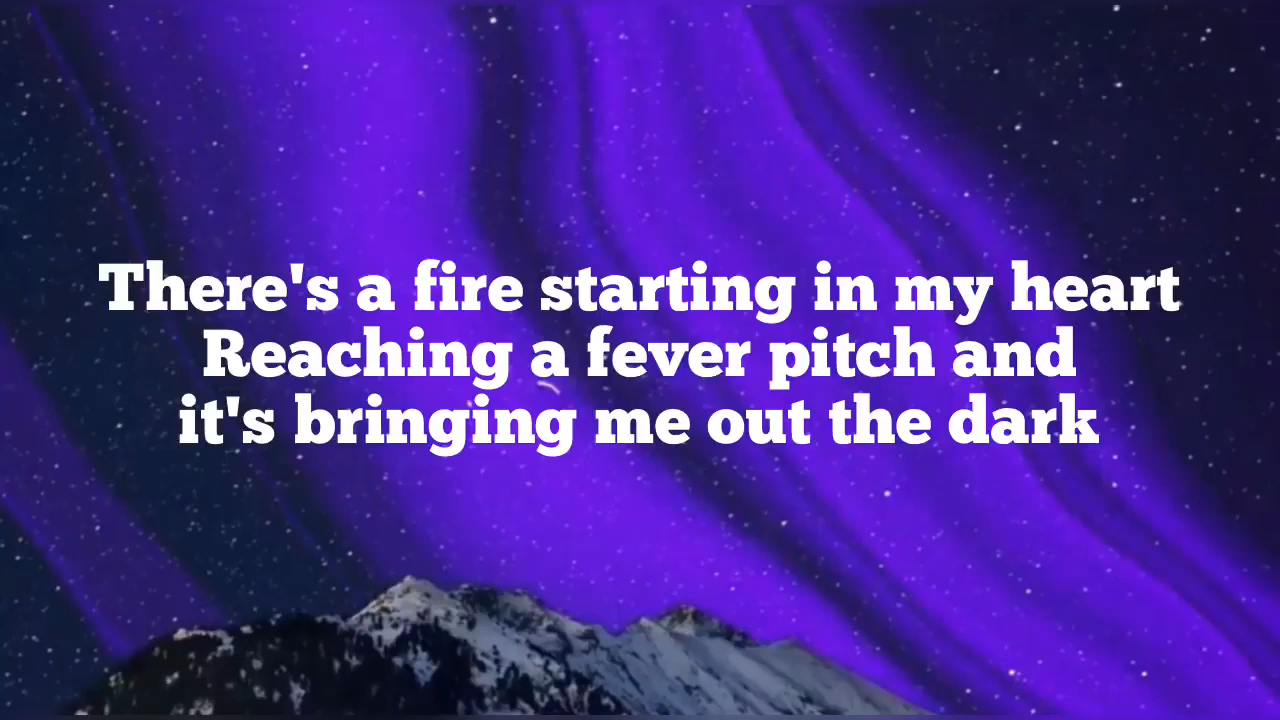 There's a fire starting in my heart
Reaching a fever pitch and
it's bringing me out the dark